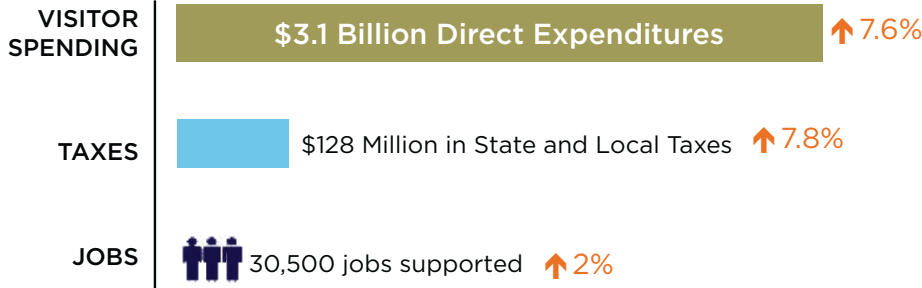 VISITOR
SPENDING
$3.1 Billion Direct Expenditures
7.6%
TAXES
$128 Million in State and Local Taxes
7.8%
JOBS
30,500 jobs supported
2%